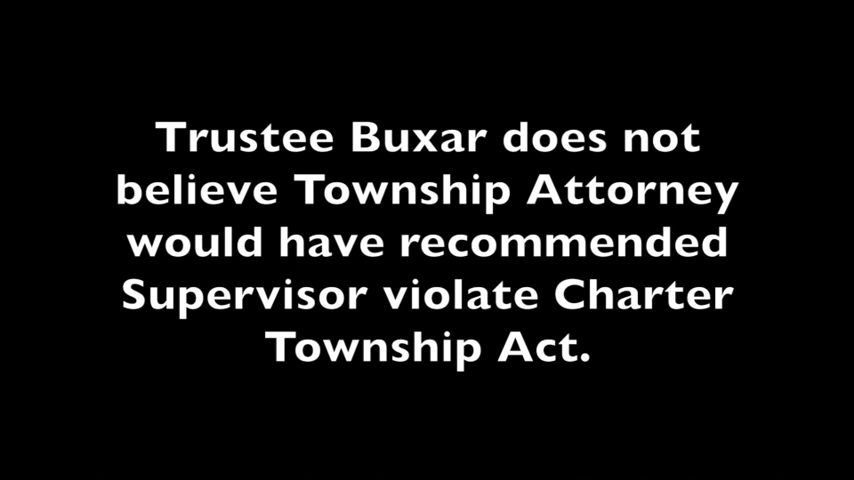 Trustee Buxar does not
believe Township Attorney
would have recommended
Supervisor violate Charter
Township Act.